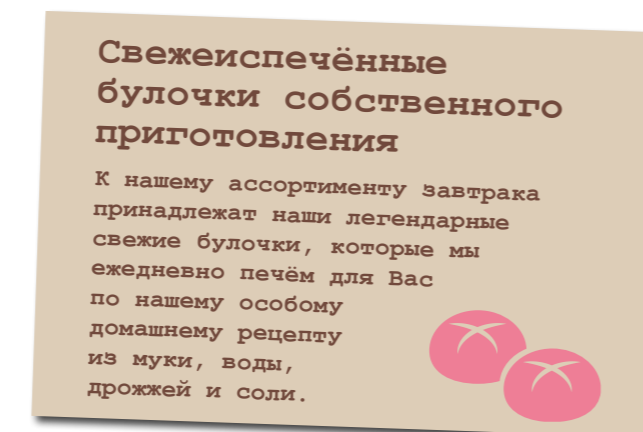 Свежеиспечённые
булочки собственного
приготовления
К нашему ассортименту завтрака
принадлежат наши легендарные
свежие булочки, которые мы
ежедневно печём для Вас
по нашему особому
домашнему рецепту
из муки, воды,
дрожжей и соли.